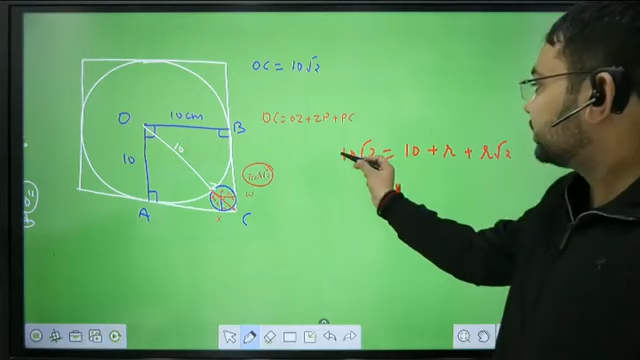 OC = 10√2
O
10cm
B
OC = OZ + ZP + PC
10
10
10√2 = 10 + r + r√2
A
X
W
C